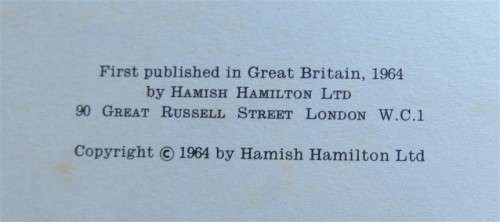 First published in Great Britain, 1964
by HAMISH HAMILTON LTD
90 GREAT RUSSELL STREET LONDON W.C.1
Copyright © 1964 by Hamish Hamilton Ltd